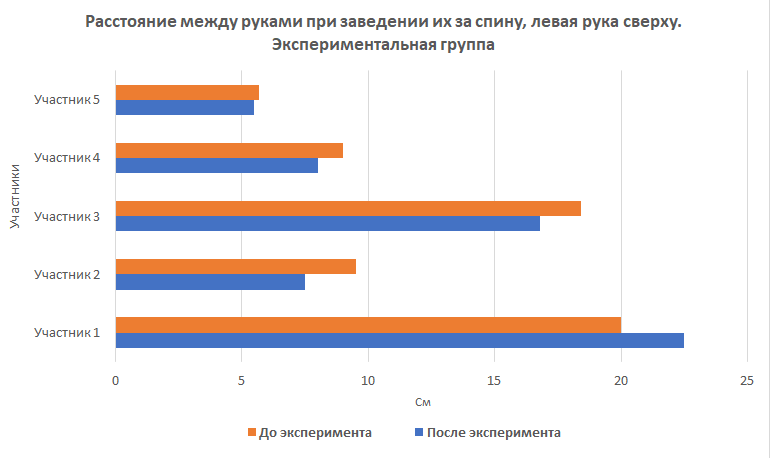 Расстояние между руками при заведении их за спину, левая рука сверху.
Экспериментальная группа
Участники
Участник 5
Участник 4
Участник 3
Участник 2
Участник 1
0 5 10 15 20 25
См
До эксперимента После эксперимента